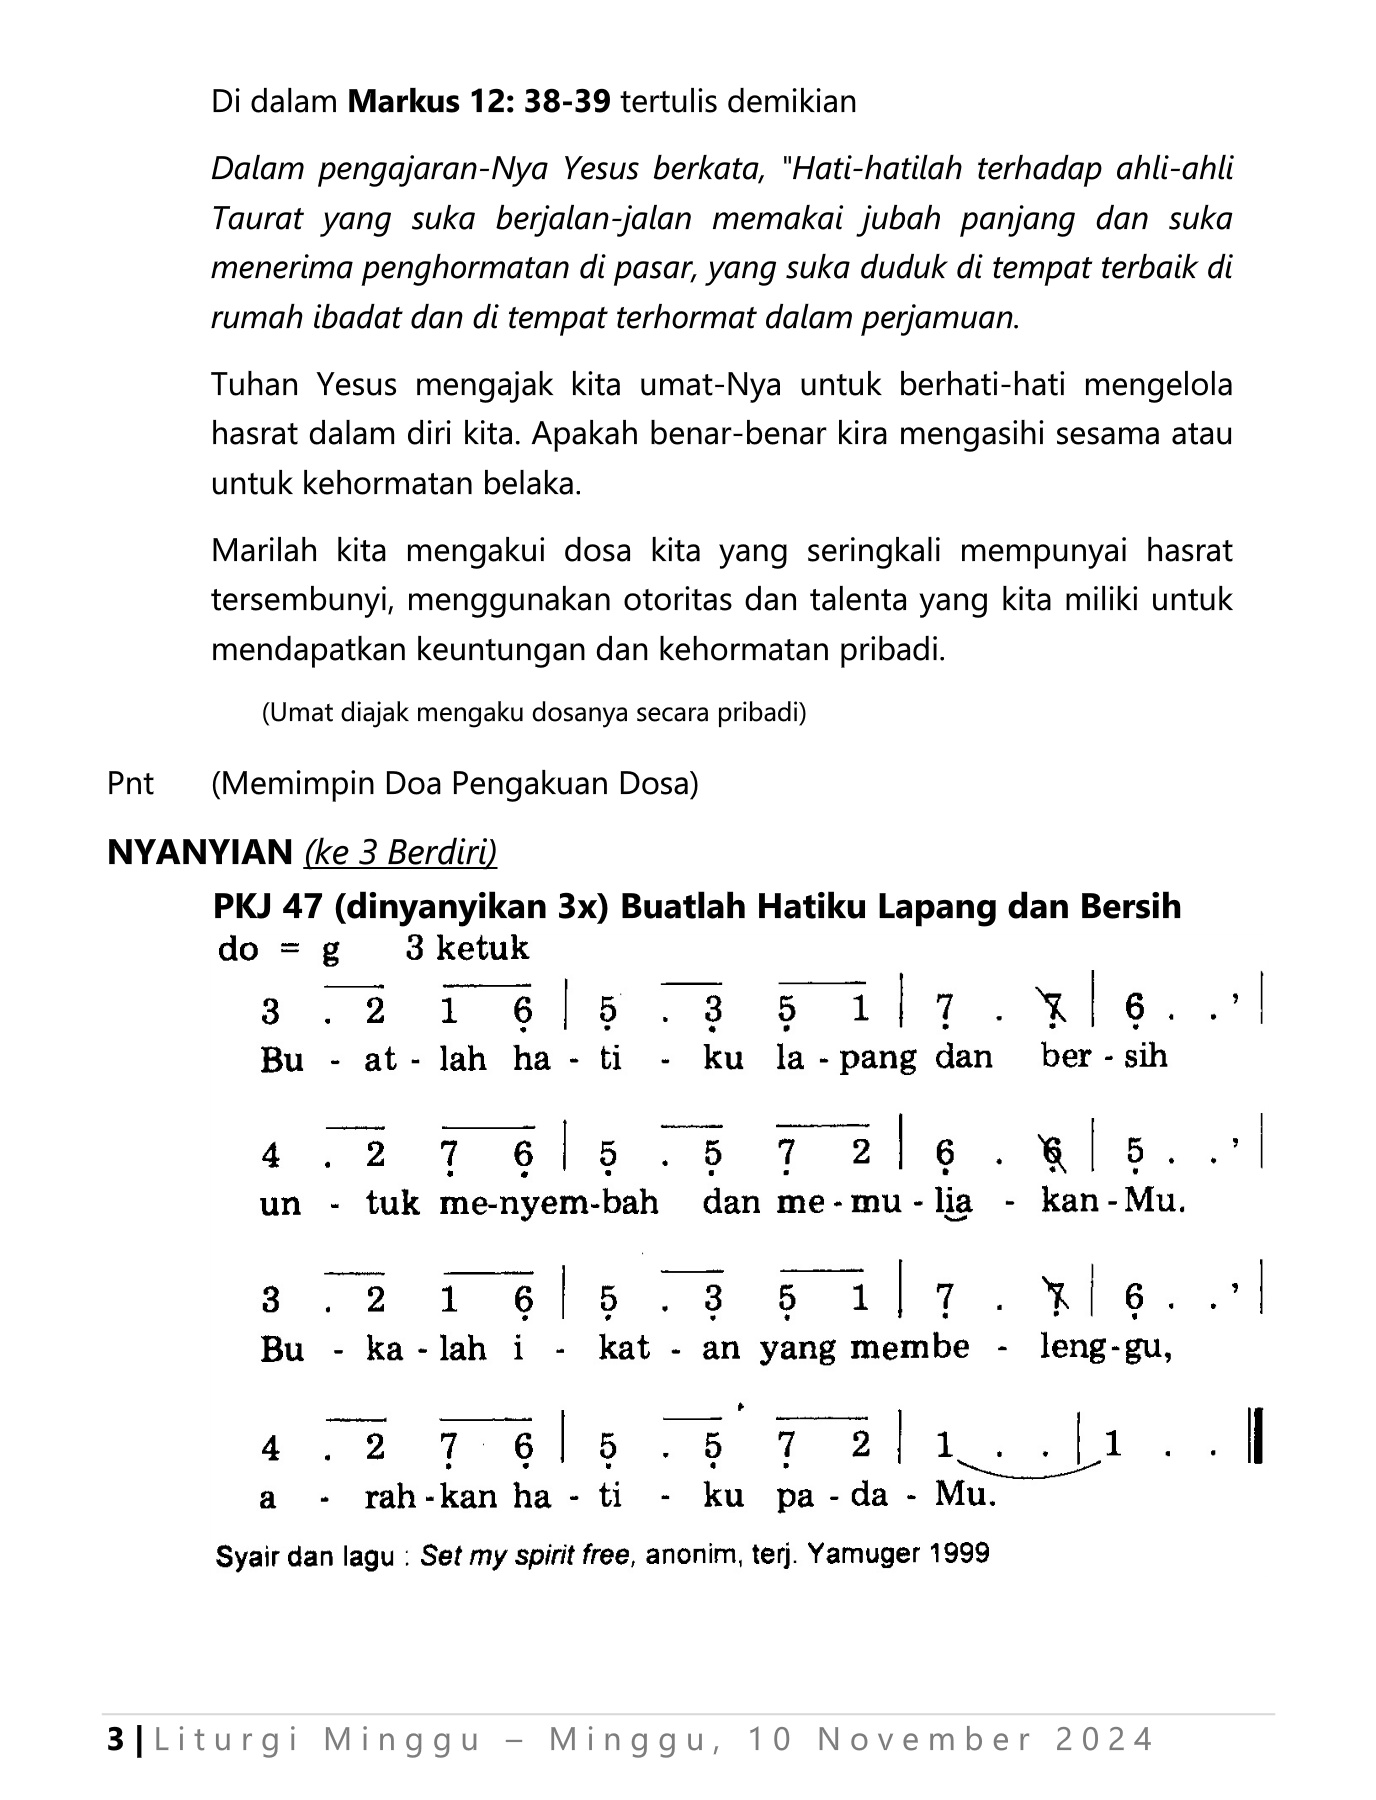 Di dalam Markus 12: 38-39 tertulis demikian
Dalam pengajaran-Nya Yesus berkata, "Hati-hatilah terhadap ahli-ahli
Taurat yang suka berjalan-jalan memakai jubah panjang dan suka
menerima penghormatan di pasar, yang suka duduk di tempat terbaik di
rumah ibadat dan di tempat terhormat dalam perjamuan.
Tuhan Yesus mengajak kita umat-Nya untuk berhati-hati mengelola
hasrat dalam diri kita. Apakah benar-benar kira mengasihi sesama atau
untuk kehormatan belaka.
Marilah kita mengakui dosa kita yang seringkali mempunyai hasrat
tersembunyi, menggunakan otoritas dan talenta yang kita miliki untuk
mendapatkan keuntungan dan kehormatan pribadi.
(Umat diajak mengaku dosanya secara pribadi)
Pnt (Memimpin Doa Pengakuan Dosa)
NYANYIAN (ke 3 Berdiri)
PKJ 47 (dinyanyikan 3x) Buatlah Hatiku Lapang dan Bersih
do = g 3 ketuk
3 . 2 1 6̣ | 5̣ . 3̣ 5̣ 1 | 7̣ . 7̸̣ | 6̣ . . ' |
Bu - at - lah ha - ti - ku la - pang dan ber - sih
4 . 2 7̣ 6̣ | 5̣ . 5̣ 7̣ 2 | 6̣ . 6̸̣ | 5̣ . . ' |
un - tuk me-nyem-bah dan me - mu - lia - kan - Mu.
3 . 2 1 6̣ | 5̣ . 3̣ 5̣ 1 | 7̣ . 7̸̣ | 6̣ . . ' |
Bu - ka - lah i - kat - an yang membe - leng-gu,
4 . 2 7̣ 6̣ | 5̣ . 5̣ 7̣ 2 | 1 . . | 1 . . ||
a - rah - kan ha - ti - ku pa - da - Mu.
Syair dan lagu : Set my spirit free, anonim, terj. Yamuger 1999
3 | Liturgi Minggu – Minggu, 10 November 2024